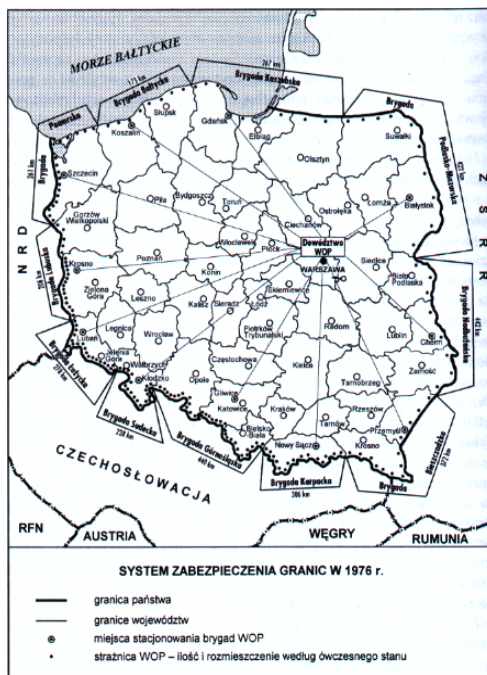 MORZE BAŁTYCKIE
175 km
Brygada Bałtycka
267 km
Brygada Kaszubska
Brygada
Podlasko-Mazurska
Pomorska
Brygada
Słupsk
Koszalin
Gdańsk
Elbląg
Suwałki
Olsztyn
Szczecin
Piła
Bydgoszcz
Toruń
Ostrołęka
Łomża
Białystok
Ciechanów
Gorzów
Wielkopolski
Włocławek
Płock
Dowództwo
WOP
WARSZAWA
N R D
Z S R R
Krosno
Poznań
Konin
Siedlce
Biała
Podlaska
Zielona
Góra
Leszno
Kalisz
Sieradz
Łódź
Skierniewice
Brygada Nadbużańska
Legnica
Lubań
Wrocław
Piotrków
Trybunalski
Radom
Lublin
Chełm
Jelenia
Góra
Wałbrzych
Kłodzko
Opole
Częstochowa
Kielce
Zamość
Tarnobrzeg
Brygada Łużycka
Brygada Sudecka
Gliwice
Katowice
Kraków
Tarnów
Rzeszów
Przemyśl
Bielsko
Biała
Nowy Sącz
Krosno
Brygada Górnośląska
Brygada Karpacka
Brygada
Bieszczadzka
CZECHOSŁOWACJA
RFN
AUSTRIA
WĘGRY
RUMUNIA
SYSTEM ZABEZPIECZENIA GRANIC W 1976 r.
granica państwa
granice województw
miejsca stacjonowania brygad WOP
strażnica WOP – ilość i rozmieszczenie według ówczesnego stanu